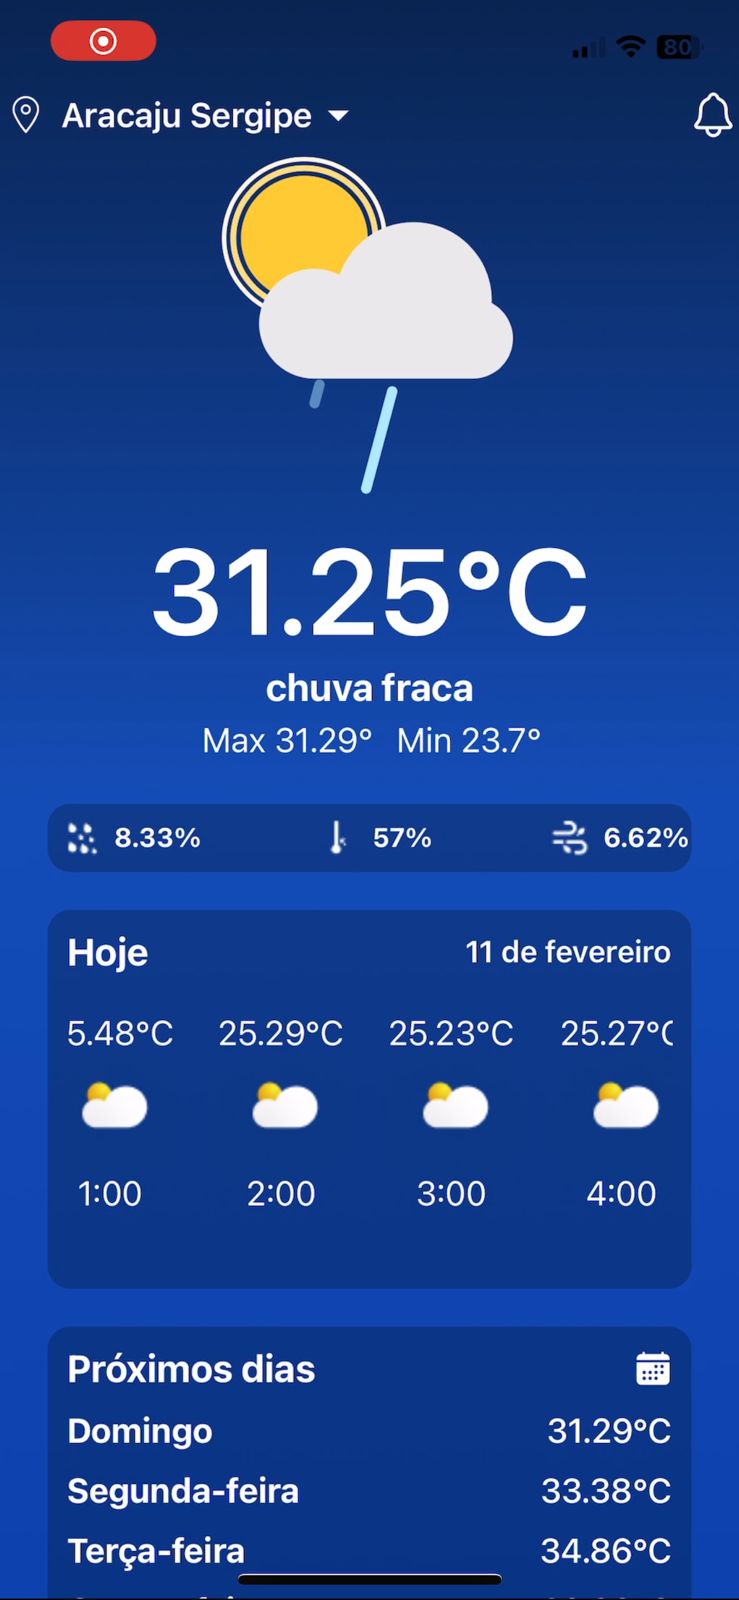 80
Aracaju Sergipe
31.25°C
chuva fraca
Max 31.29° Min 23.7°
8.33% 57% 6.62%
Hoje 11 de fevereiro
5.48°C 25.29°C 25.23°C 25.27°C
1:00 2:00 3:00 4:00
Próximos dias
Domingo 31.29°C
Segunda-feira 33.38°C
Terça-feira 34.86°C